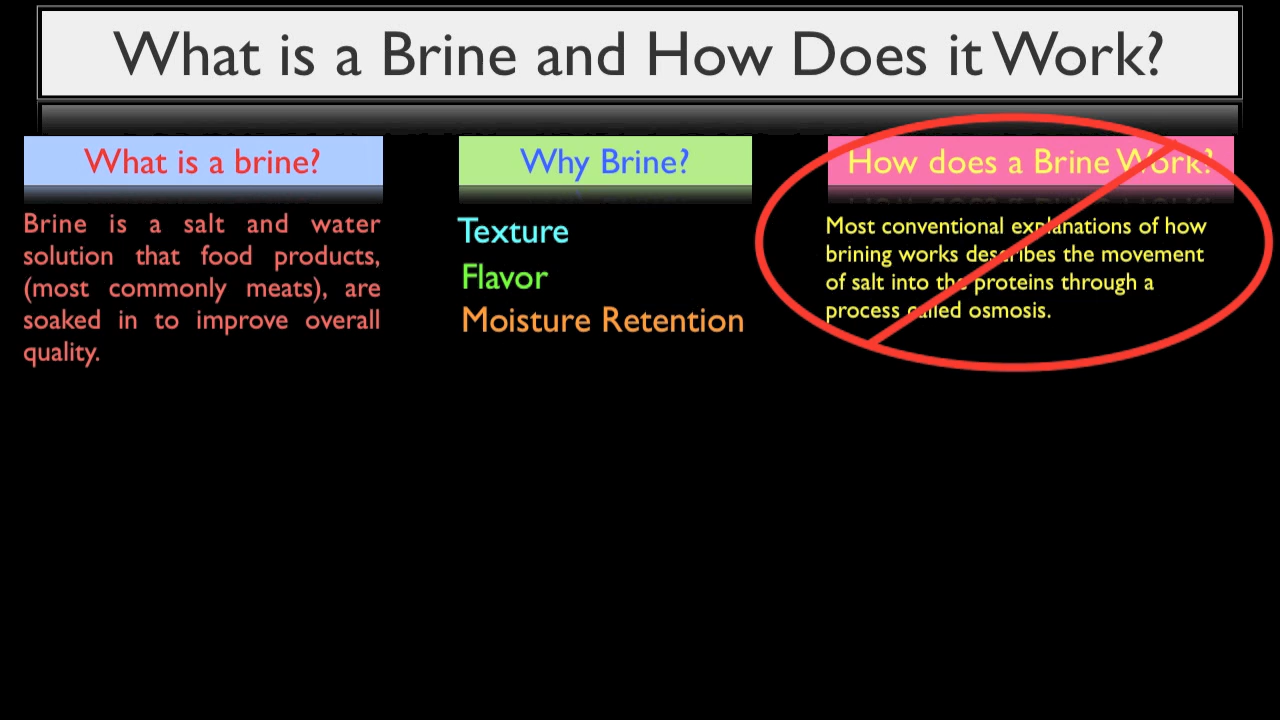 What is a Brine and How Does it Work?
What is a brine?
Brine is a salt and water
solution that food products,
(most commonly meats), are
soaked in to improve overall
quality.
Why Brine?
Texture
Flavor
Moisture Retention
How does a Brine Work?
Most conventional explanations of how
brining works describes the movement
of salt into the proteins through a
process called osmosis.